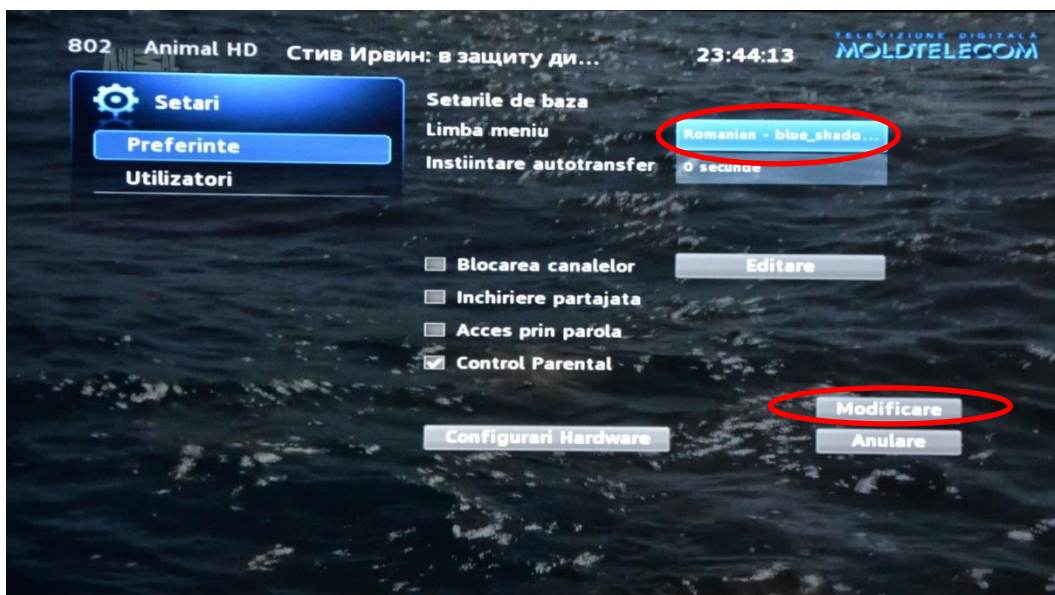 TELEVIZIUNE DIGITALĂ
802 Animal HD Стив Ирвин: в защиту ди... 23:44:13 MOLDTELECOM
Setari
Setarile de baza
Preferinte
Limba meniu Romanian - blue_shado...
Utilizatori
Instiintare autotransfer 0 secunde
Blocarea canalelor Editare
Inchiriere partajata
Acces prin parola
Control Parental
Modificare
Configurari Hardware Anulare